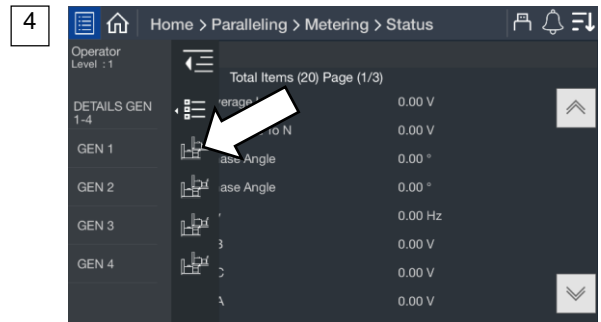 4
Home > Paralleling > Metering > Status
Operator
Level : 1
Total Items (20) Page (1/3)
DETAILS GEN
1-4
0.00 V
to N 0.00 V
GEN 1
Angle 0.00 °
GEN 2
Angle 0.00 °
0.00 Hz
GEN 3
0.00 V
GEN 4
0.00 V
0.00 V